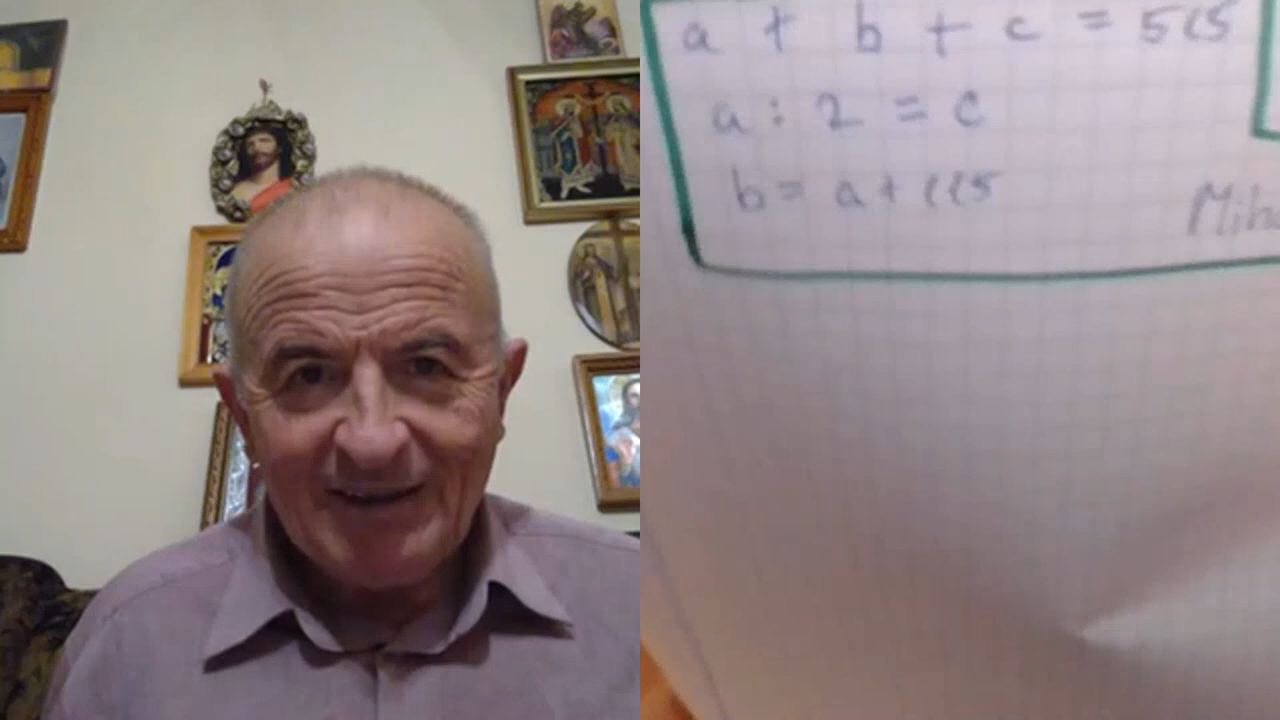 a + b + c = 515
a : 2 = c
b = a + 115